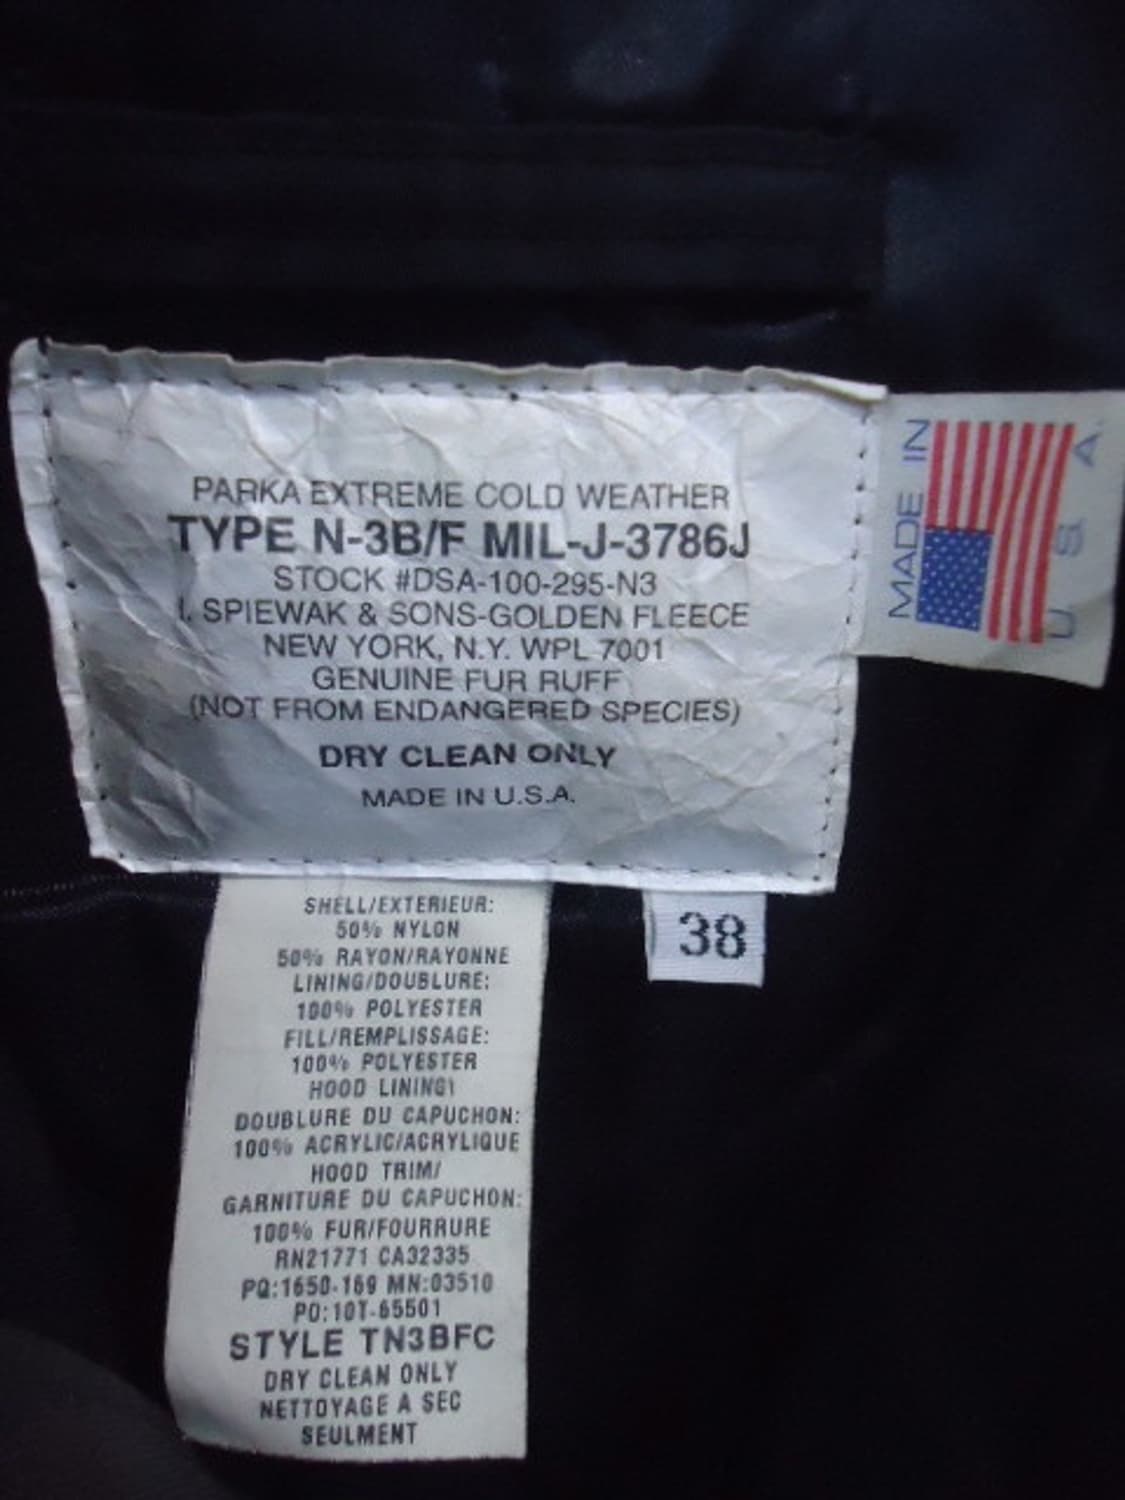 PARKA EXTREME COLD WEATHER
TYPE N-3B/F MIL-J-3786J
STOCK #DSA-100-295-N3
I. SPIEWAK & SONS-GOLDEN FLEECE
NEW YORK, N.Y. WPL 7001
GENUINE FUR RUFF
(NOT FROM ENDANGERED SPECIES)
DRY CLEAN ONLY
MADE IN U.S.A.
MADE IN
U S A.
38
SHELL/EXTERIEUR:
50% NYLON
50% RAYON/RAYONNE
LINING/DOUBLURE:
100% POLYESTER
FILL/REMPLISSAGE:
100% POLYESTER
HOOD LINING\
DOUBLURE DU CAPUCHON:
100% ACRYLIC/ACRYLIQUE
HOOD TRIM/
GARNITURE DU CAPUCHON:
100% FUR/FOURRURE
RN21771 CA32335
PQ:1650-169 MN:03510
PO:10T-65501
STYLE TN3BFC
DRY CLEAN ONLY
NETTOYAGE A SEC
SEULMENT